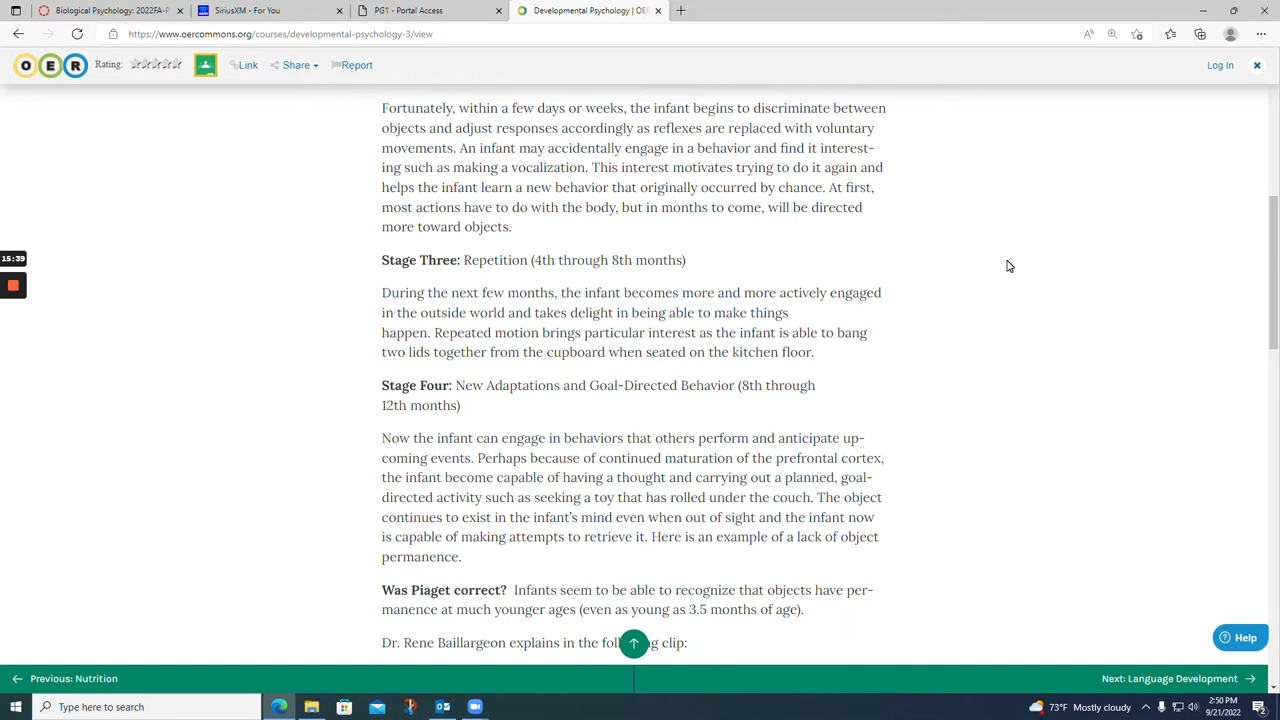 Biological Psychology: 2022FA-P
SiriusXM - For You
PG1 - Portal Access
Developmental Psychology | OEF
https://www.oercommons.org/courses/developmental-psychology-3/view
OER
Rating:
Link
Share
Report
Log In
Fortunately, within a few days or weeks, the infant begins to discriminate between
objects and adjust responses accordingly as reflexes are replaced with voluntary
movements. An infant may accidentally engage in a behavior and find it interest-
ing such as making a vocalization. This interest motivates trying to do it again and
helps the infant learn a new behavior that originally occurred by chance. At first,
most actions have to do with the body, but in months to come, will be directed
more toward objects.
15:39
Stage Three: Repetition (4th through 8th months)
During the next few months, the infant becomes more and more actively engaged
in the outside world and takes delight in being able to make things
happen. Repeated motion brings particular interest as the infant is able to bang
two lids together from the cupboard when seated on the kitchen floor.
Stage Four: New Adaptations and Goal-Directed Behavior (8th through
12th months)
Now the infant can engage in behaviors that others perform and anticipate up-
coming events. Perhaps because of continued maturation of the prefrontal cortex,
the infant become capable of having a thought and carrying out a planned, goal-
directed activity such as seeking a toy that has rolled under the couch. The object
continues to exist in the infant's mind even when out of sight and the infant now
is capable of making attempts to retrieve it. Here is an example of a lack of object
permanence.
Was Piaget correct? Infants seem to be able to recognize that objects have per-
manence at much younger ages (even as young as 3.5 months of age).
Dr. Rene Baillargeon explains in the foll g clip:
Help
Previous: Nutrition
Next: Language Development
Type here to search
73°F Mostly cloudy
2:50 PM
9/21/2022
2